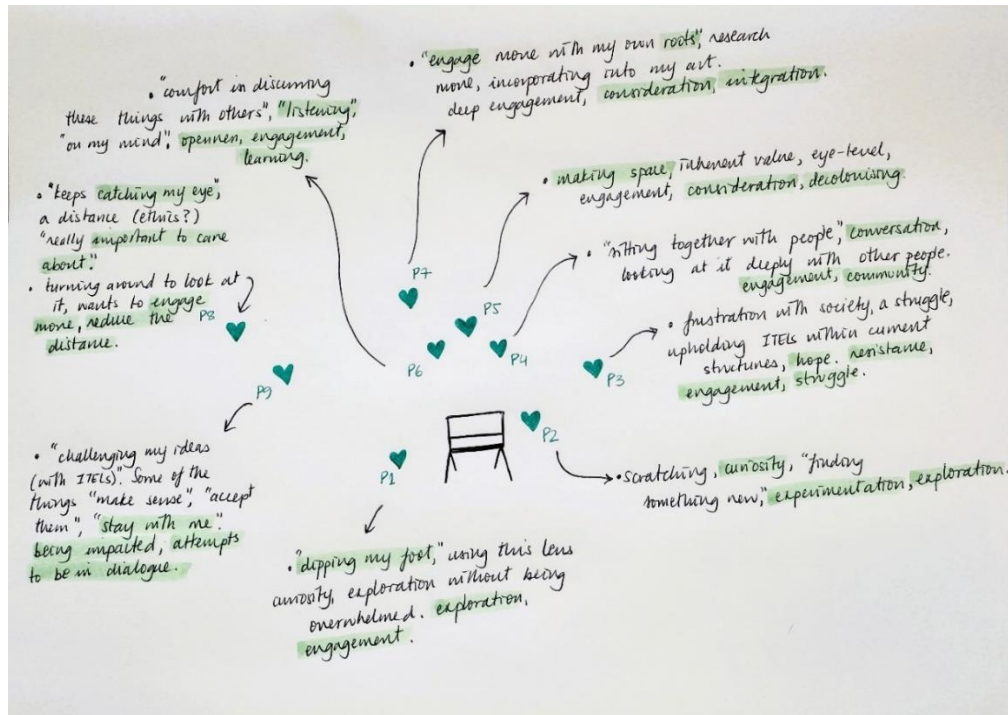 • "engage more with my own roots", research
more, incorporating into my art.
deep engagement, consideration, integration.
• "comfort in discussing
these things with others", "listening",
"on my mind", openness, engagement,
learning.
• making space, inherent value, eye-level,
engagement, consideration, decolonising.
• "keeps catching my eye",
a distance (ethics?)
"really important to care
about."
• turning around to look at
it, wants to engage
more, reduce the
distance.
• "sitting together with people", conversation,
looking at it deeply with other people.
engagement, community.
• frustration with society, a struggle,
upholding ITELs within current
structures, hope. resistance,
engagement, struggle.
P7
P5
P8
P6
P4
P3
P9
P2
P1
• "challenging my ideas
(with ITELs)". Some of the
things "make sense", "accept
them", "stay with me".
being impacted, attempts
to be in dialogue.
• scratching, curiosity, "finding
something new," experimentation, exploration.
• "dipping my foot," using this lens
curiosity, exploration without being
overwhelmed. exploration,
engagement.